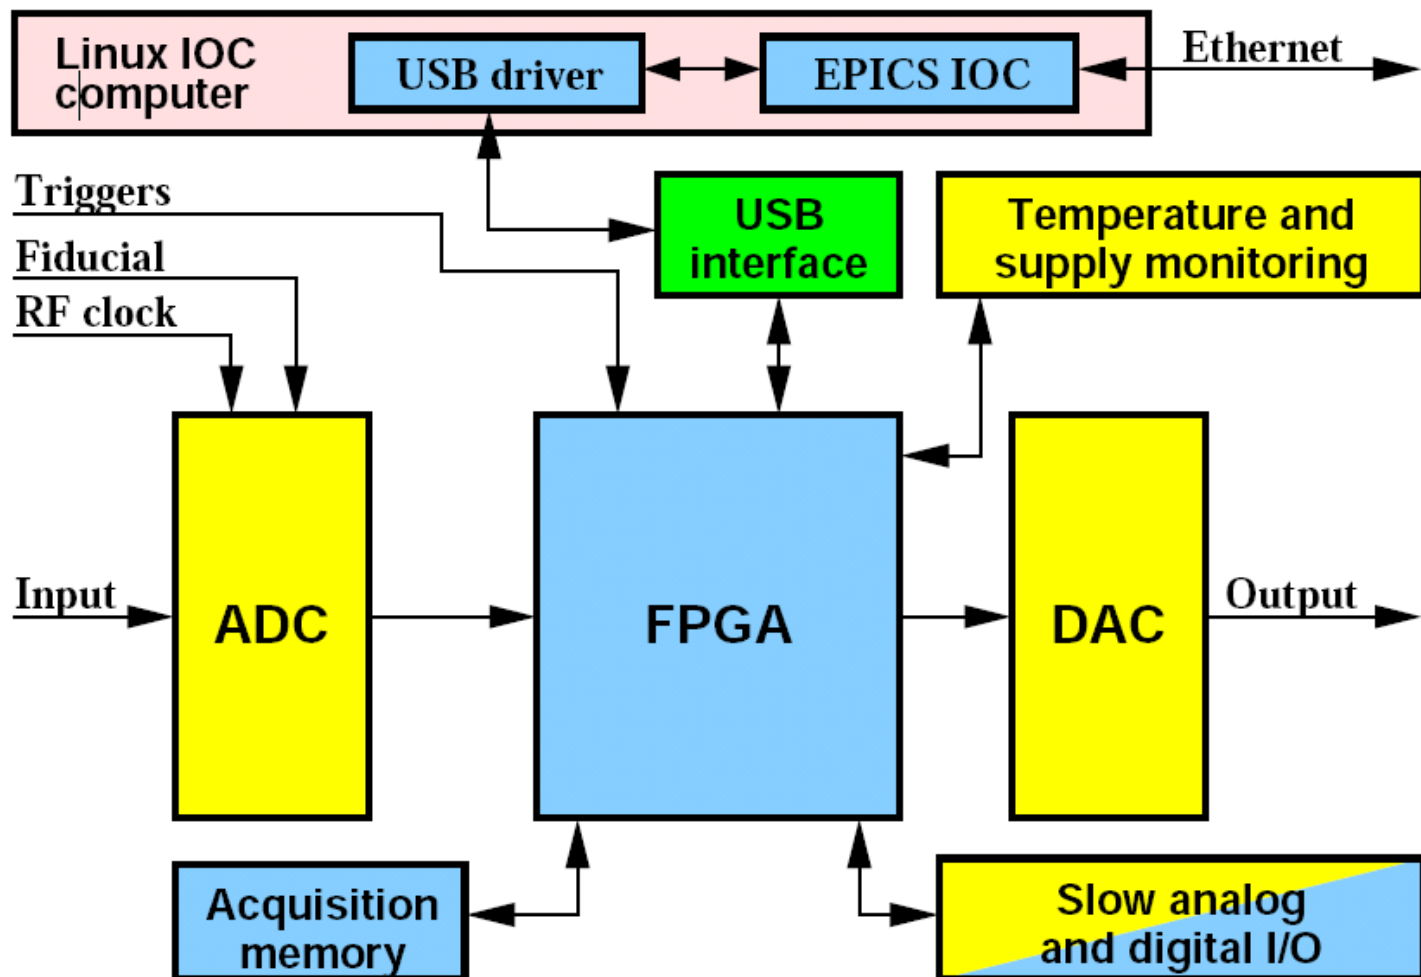 Linux IOC
computer
USB driver
EPICS IOC
Ethernet
Triggers
Fiducial
RF clock
USB
interface
Temperature and
supply monitoring
Input
ADC
FPGA
DAC
Output
Acquisition
memory
Slow analog
and digital I/O